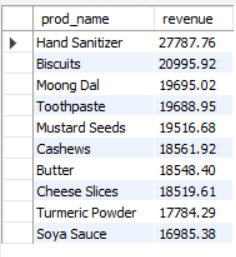 prod_name revenue
Hand Sanitizer 27787.76
Biscuits 20995.92
Moong Dal 19695.02
Toothpaste 19688.95
Mustard Seeds 19516.68
Cashews 18561.92
Butter 18548.40
Cheese Slices 18519.61
Turmeric Powder 17784.29
Soya Sauce 16985.38